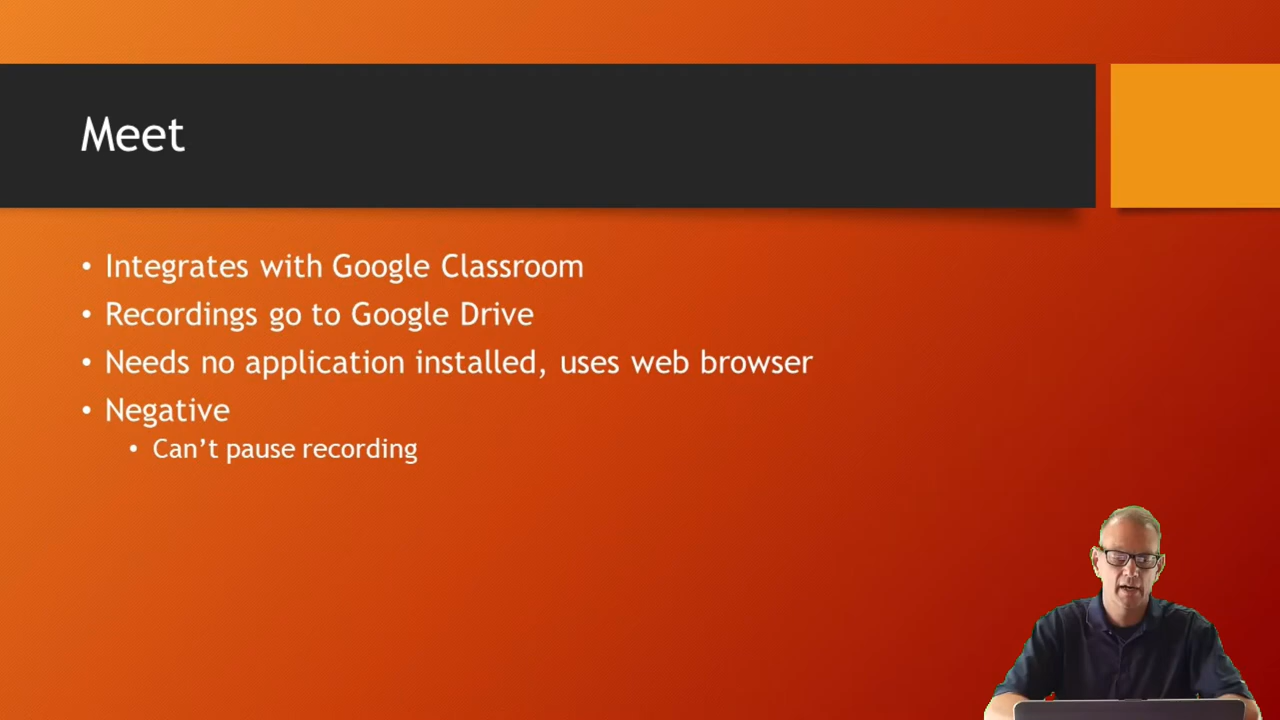 Meet
• Integrates with Google Classroom
• Recordings go to Google Drive
• Needs no application installed, uses web browser
• Negative
• Can’t pause recording